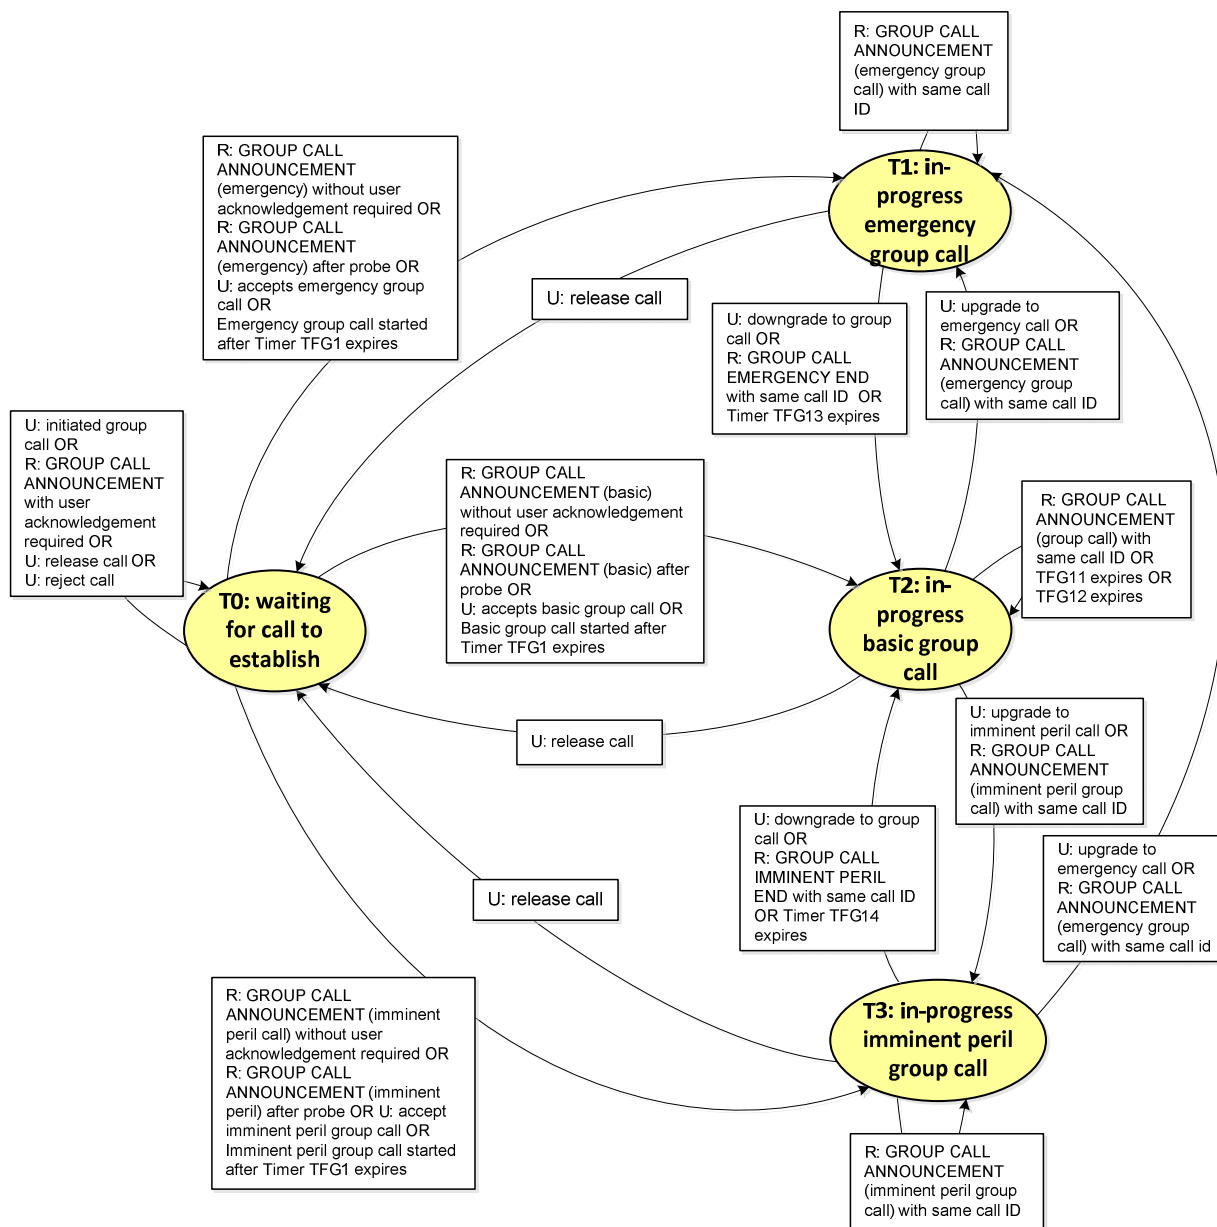 R: GROUP CALL
ANNOUNCEMENT
(emergency group
call) with same call
ID
R: GROUP CALL
ANNOUNCEMENT
(emergency) without user
acknowledgement required OR
R: GROUP CALL
ANNOUNCEMENT
(emergency) after probe OR
U: accepts emergency group
call OR
Emergency group call started
after Timer TFG1 expires
T1: in-
progress
emergency
group call
U: release call
U: downgrade to group
call OR
R: GROUP CALL
EMERGENCY END
with same call ID  OR
Timer TFG13 expires
U: upgrade to
emergency call OR
R: GROUP CALL
ANNOUNCEMENT
(emergency group
call) with same call ID
U: initiated group
call OR
R: GROUP CALL
ANNOUNCEMENT
with user
acknowledgement
required OR
U: release call OR
U: reject call
R: GROUP CALL
ANNOUNCEMENT (basic)
without user acknowledgement
required OR
R: GROUP CALL
ANNOUNCEMENT (basic) after
probe OR
U: accepts basic group call OR
Basic group call started after
Timer TFG1 expires
R: GROUP CALL
ANNOUNCEMENT
(group call) with
same call ID OR
TFG11 expires OR
TFG12 expires
T0: waiting
for call to
establish
T2: in-
progress
basic group
call
U: release call
U: upgrade to
imminent peril call OR
R: GROUP CALL
ANNOUNCEMENT
(imminent peril group
call) with same call ID
U: downgrade to group
call OR
R: GROUP CALL
IMMINENT PERIL
END with same call ID
OR Timer TFG14
expires
U: upgrade to
emergency call OR
R: GROUP CALL
ANNOUNCEMENT
(emergency group
call) with same call id
U: release call
R: GROUP CALL
ANNOUNCEMENT (imminent
peril call) without user
acknowledgement required OR
R: GROUP CALL
ANNOUNCEMENT (imminent
peril) after probe OR U: accept
imminent peril group call OR
Imminent peril group call started
after Timer TFG1 expires
T3: in-progress
imminent peril
group call
R: GROUP CALL
ANNOUNCEMENT
(imminent peril group
call) with same call ID